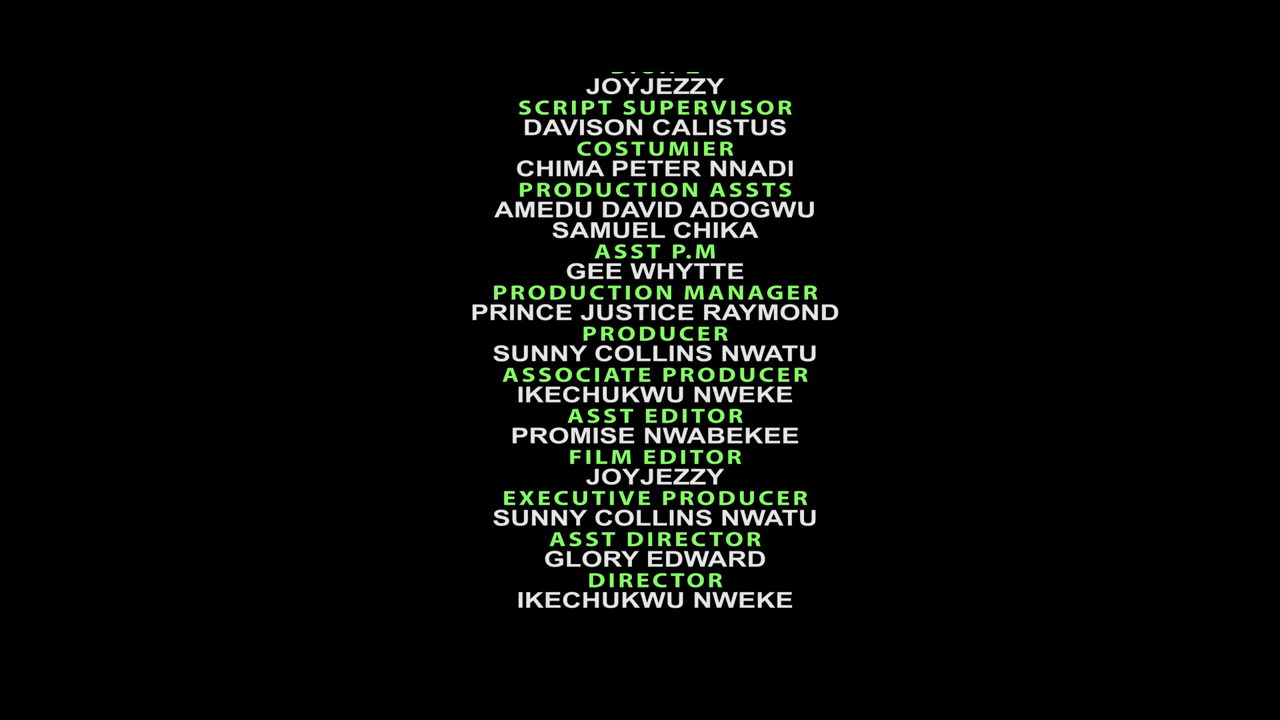 JOYJEZZY
SCRIPT SUPERVISOR
DAVISON CALISTUS
COSTUMIER
CHIMA PETER NNADI
PRODUCTION ASSTS
AMEDU DAVID ADOGWU
SAMUEL CHIKA
ASST P.M
GEE WHYTTE
PRODUCTION MANAGER
PRINCE JUSTICE RAYMOND
PRODUCER
SUNNY COLLINS NWATU
ASSOCIATE PRODUCER
IKECHUKWU NWEKE
ASST EDITOR
PROMISE NWABEKEE
FILM EDITOR
JOYJEZZY
EXECUTIVE PRODUCER
SUNNY COLLINS NWATU
ASST DIRECTOR
GLORY EDWARD
DIRECTOR
IKECHUKWU NWEKE